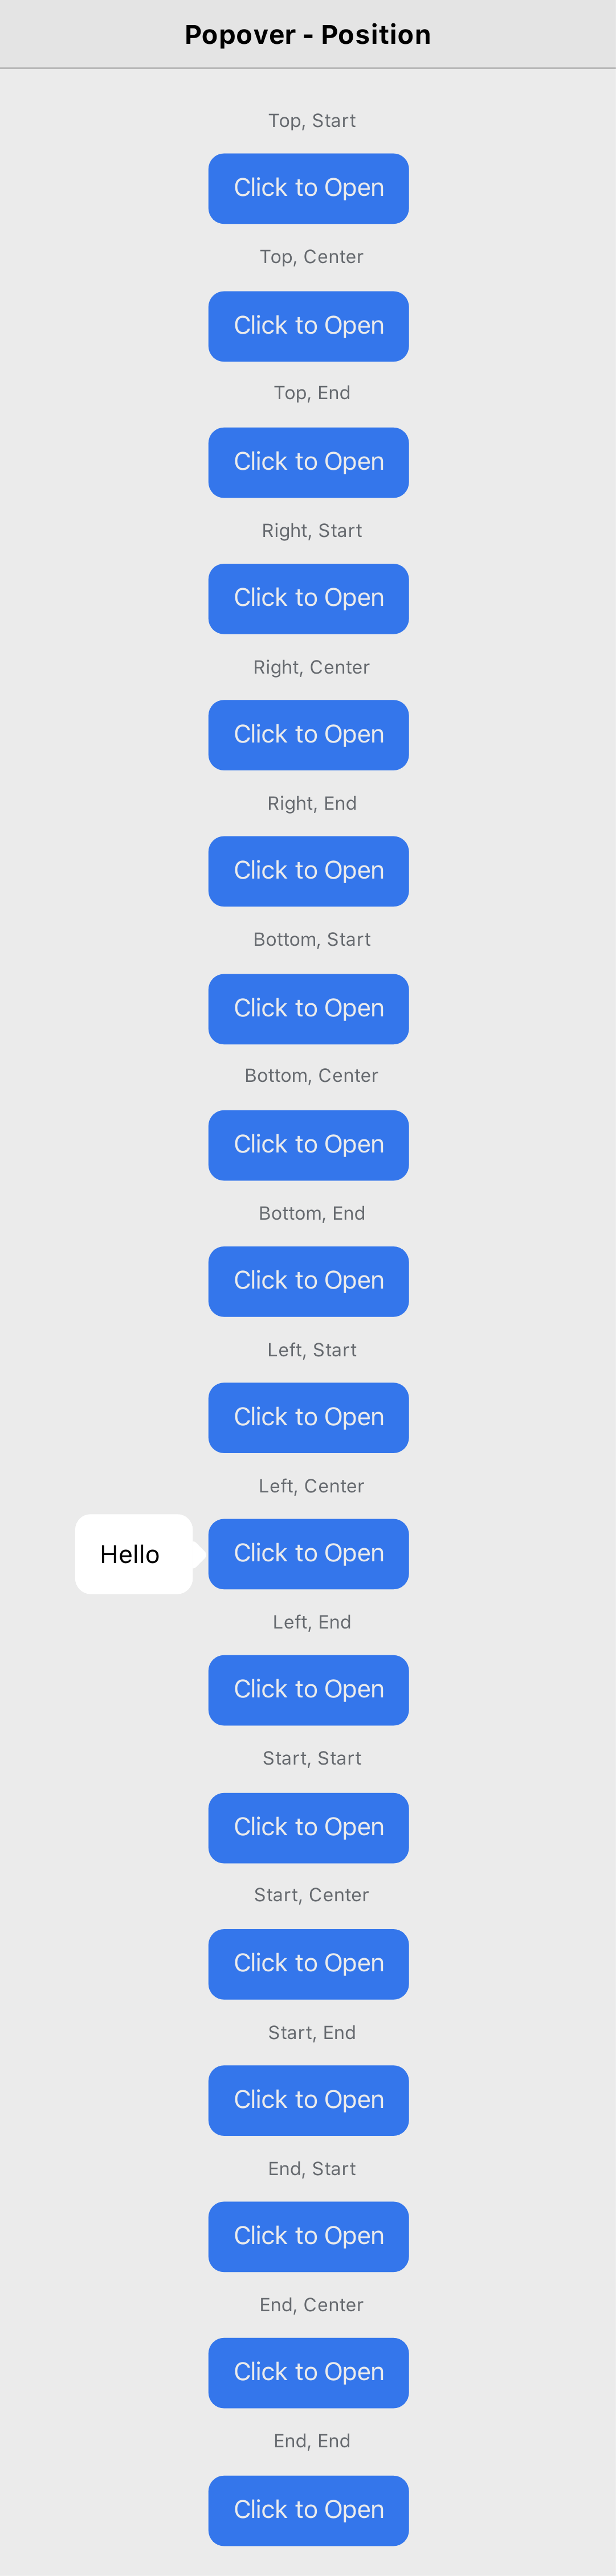 Popover - Position
Top, Start
Click to Open
Top, Center
Click to Open
Top, End
Click to Open
Right, Start
Click to Open
Right, Center
Click to Open
Right, End
Click to Open
Bottom, Start
Click to Open
Bottom, Center
Click to Open
Bottom, End
Click to Open
Left, Start
Click to Open
Left, Center
Hello Click to Open
Left, End
Click to Open
Start, Start
Click to Open
Start, Center
Click to Open
Start, End
Click to Open
End, Start
Click to Open
End, Center
Click to Open
End, End
Click to Open